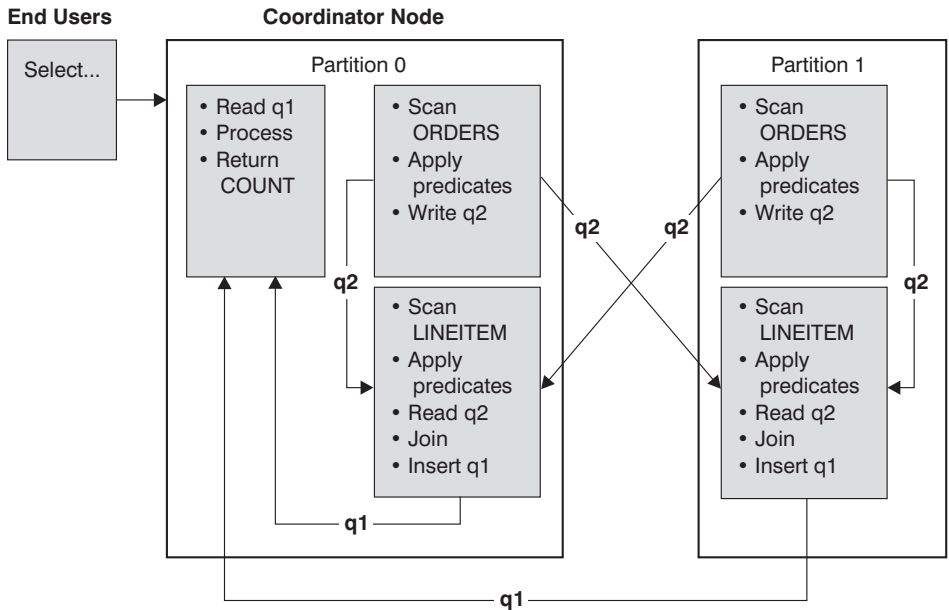 End Users
Coordinator Node
Select...
Partition 0
• Read q1
• Process
• Return
COUNT
• Scan
ORDERS
• Apply
predicates
• Write q2
q2
• Scan
LINEITEM
• Apply
predicates
• Read q2
• Join
• Insert q1
q1
q2
q2
Partition 1
• Scan
ORDERS
• Apply
predicates
• Write q2
q2
• Scan
LINEITEM
• Apply
predicates
• Read q2
• Join
• Insert q1
q1